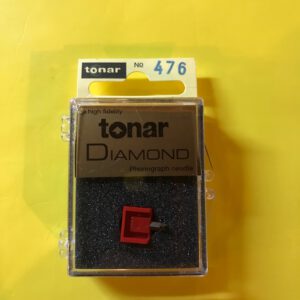 tonar No 476
high fidelity
tonar
DIAMOND
Phonograph needle